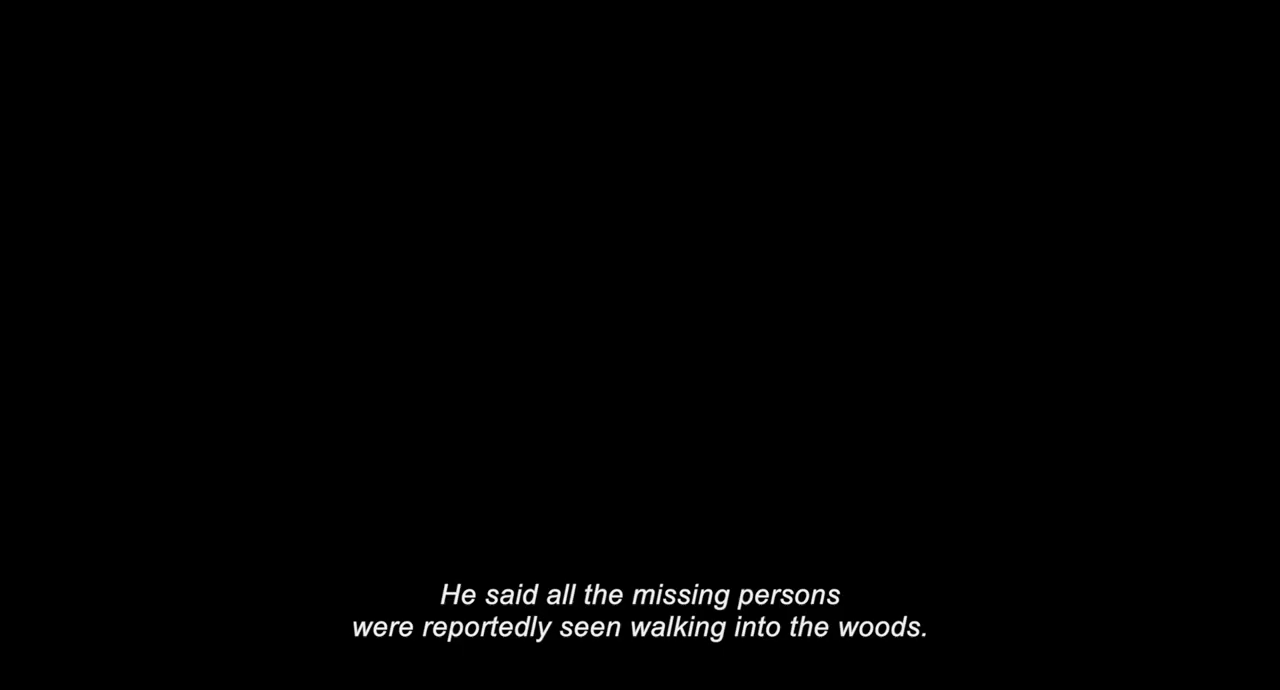 He said all the missing persons
were reportedly seen walking into the woods.